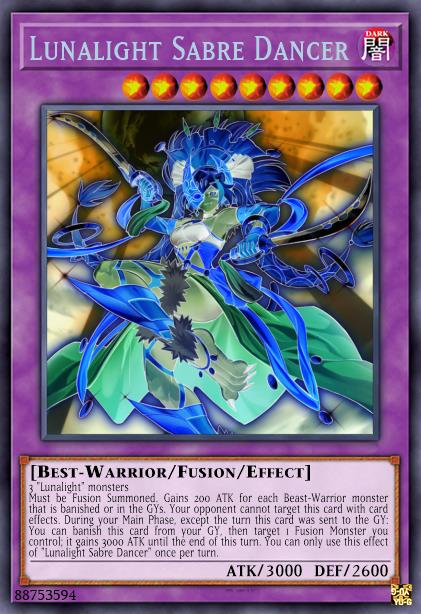 LUNALIGHT SABRE DANCER
DARK
闇
[BEST-WARRIOR/FUSION/EFFECT]
3 "Lunalight" monsters
Must be Fusion Summoned. Gains 200 ATK for each Beast-Warrior monster
that is banished or in the GYs. Your opponent cannot target this card with card
effects. During your Main Phase, except the turn this card was sent to the GY:
You can banish this card from your GY, then target 1 Fusion Monster you
control; it gains 3000 ATK until the end of this turn. You can only use this effect
of "Lunalight Sabre Dancer" once per turn.
ATK/3000 DEF/2600
88753594